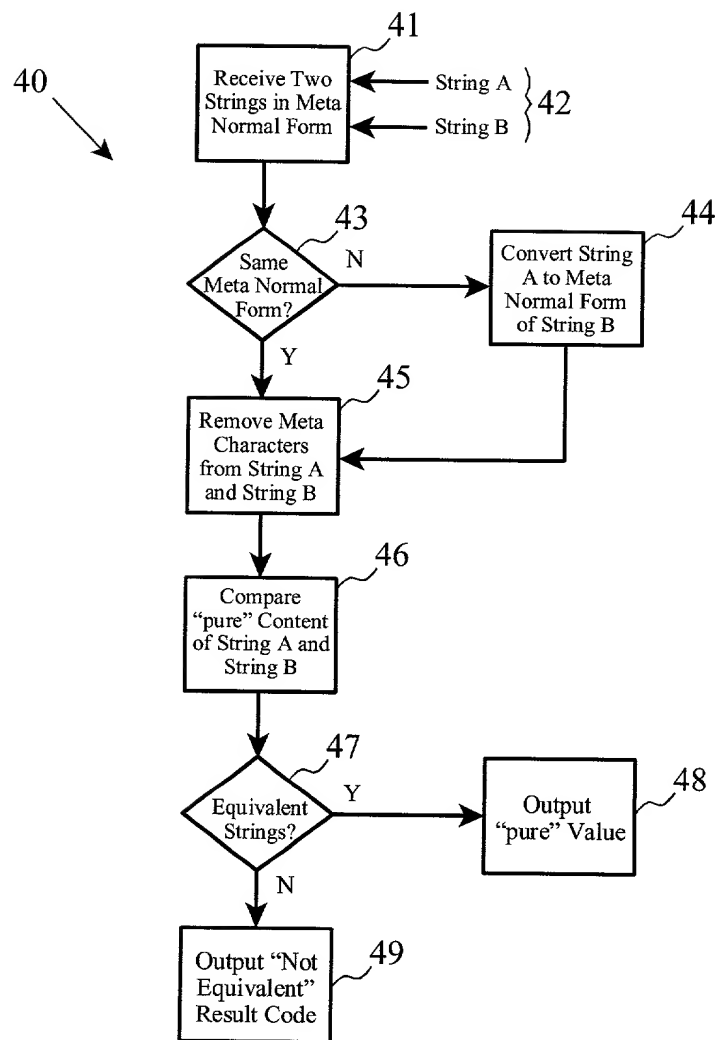 41
Receive Two
Strings in Meta
Normal Form
String A
String B
42
40
43
Same
Meta Normal
Form?
N
Y
44
Convert String
A to Meta
Normal Form
of String B
45
Remove Meta
Characters
from String A
and String B
46
Compare
“pure” Content
of String A and
String B
47
Equivalent
Strings?
Y
N
48
Output
“pure” Value
49
Output “Not
Equivalent”
Result Code